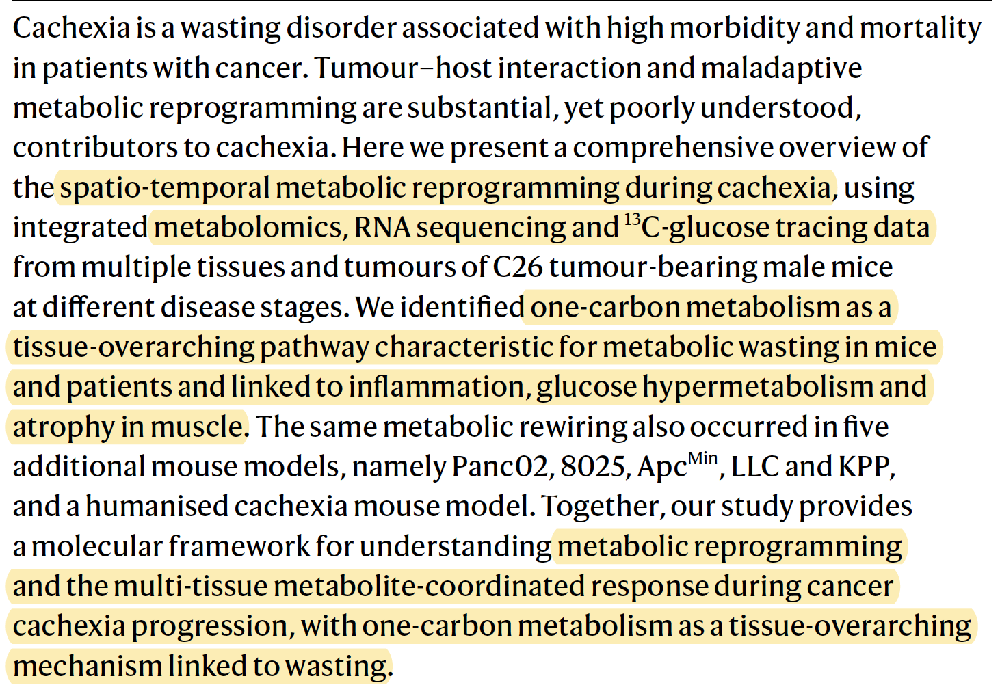 Cachexia is a wasting disorder associated with high morbidity and mortality
in patients with cancer. Tumour–host interaction and maladaptive
metabolic reprogramming are substantial, yet poorly understood,
contributors to cachexia. Here we present a comprehensive overview of
the spatio-temporal metabolic reprogramming during cachexia, using
integrated metabolomics, RNA sequencing and ¹³C-glucose tracing data
from multiple tissues and tumours of C26 tumour-bearing male mice
at different disease stages. We identified one-carbon metabolism as a
tissue-overarching pathway characteristic for metabolic wasting in mice
and patients and linked to inflammation, glucose hypermetabolism and
atrophy in muscle. The same metabolic rewiring also occurred in five
additional mouse models, namely Panc02, 8025, Apcᴹⁱⁿ, LLC and KPP,
and a humanised cachexia mouse model. Together, our study provides
a molecular framework for understanding metabolic reprogramming
and the multi-tissue metabolite-coordinated response during cancer
cachexia progression, with one-carbon metabolism as a tissue-overarching
mechanism linked to wasting.